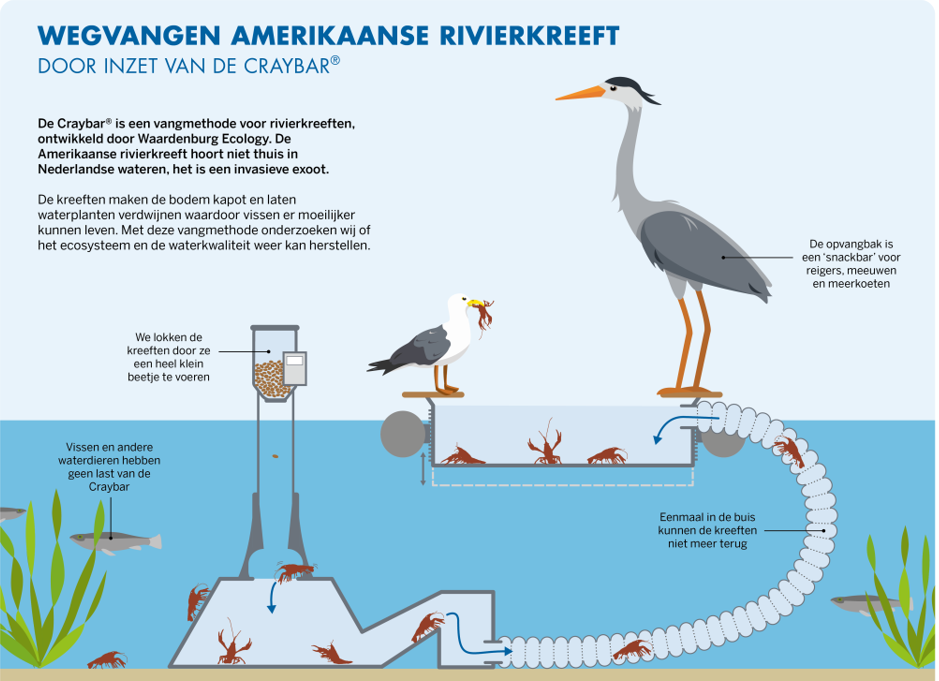 WEGVANGEN AMERIKAANSE RIVIERKREEFT
DOOR INZET VAN DE CRAYBAR®
De Craybar® is een vangmethode voor rivierkreeften,
ontwikkeld door Waardenburg Ecology. De
Amerikaanse rivierkreeft hoort niet thuis in
Nederlandse wateren, het is een invasieve exoot.
De kreeften maken de bodem kapot en laten
waterplanten verdwijnen waardoor vissen er moeilijker
kunnen leven. Met deze vangmethode onderzoeken wij of
het ecosysteem en de waterkwaliteit weer kan herstellen.
De opvangbak is
een ‘snackbar’ voor
reigers, meeuwen
en meerkoeten
We lokken de
kreeften door ze
een heel klein
beetje te voeren
Vissen en andere
waterdieren hebben
geen last van de
Craybar
Eenmaal in de buis
kunnen de kreeften
niet meer terug